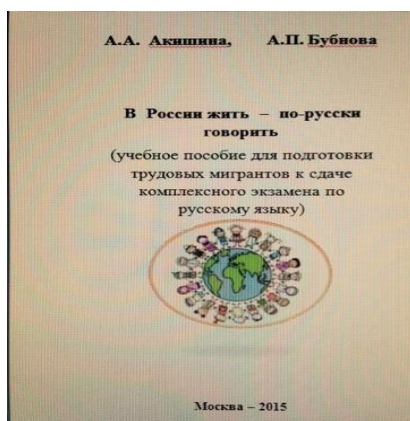 А.А. Акишина, А.П. Бубнова
В России жить – по-русски
говорить
(учебное пособие для подготовки
трудовых мигрантов к сдаче
комплексного экзамена по
русскому языку)
Москва – 2015